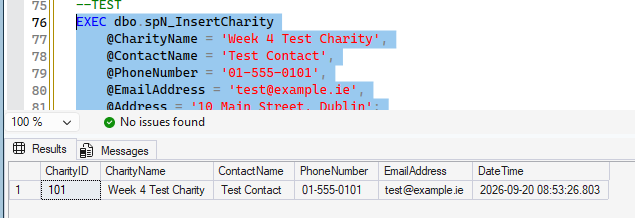 75 --TEST
76 EXEC dbo.spN_InsertCharity
77 @CharityName = 'Week 4 Test Charity',
78 @ContactName = 'Test Contact',
79 @PhoneNumber = '01-555-0101',
80 @EmailAddress = 'test@example.ie',
81 @Address = '10 Main Street, Dublin';
100 % No issues found
Results Messages
CharityID CharityName ContactName PhoneNumber EmailAddress DateTime
1 101 Week 4 Test Charity Test Contact 01-555-0101 test@example.ie 2026-09-20 08:53:26.803